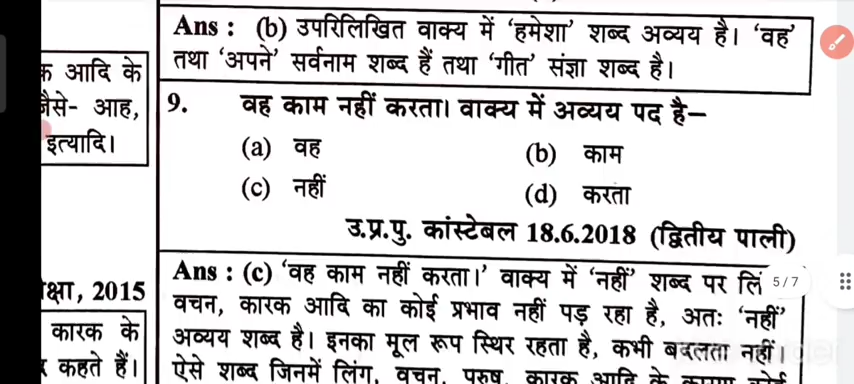 Ans : (b) उपरिलिखित वाक्य में ‘हमेशा’ शब्द अव्यय है। ‘वह’
तथा ‘अपने’ सर्वनाम शब्द हैं तथा ‘गीत’ संज्ञा शब्द है।
क आदि के
जैसे- आह,
इत्यादि।
9. वह काम नहीं करता। वाक्य में अव्यय पद है–
(a) वह (b) काम
(c) नहीं (d) करता
उ.प्र.पु. कांस्टेबल 18.6.2018 (द्वितीय पाली)
Ans : (c) ‘वह काम नहीं करता।’ वाक्य में ‘नहीं’ शब्द पर लिं
5/7
वचन, कारक आदि का कोई प्रभाव नहीं पड़ रहा है, अतः ‘नहीं’
अव्यय शब्द है। इनका मूल रूप स्थिर रहता है, कभी बदलता नहीं।
ऐसे शब्द जिनमें लिंग, वचन, पुरुष, कारक आदि के कारण कोई
क्षा, 2015
कारक के
कहते हैं।